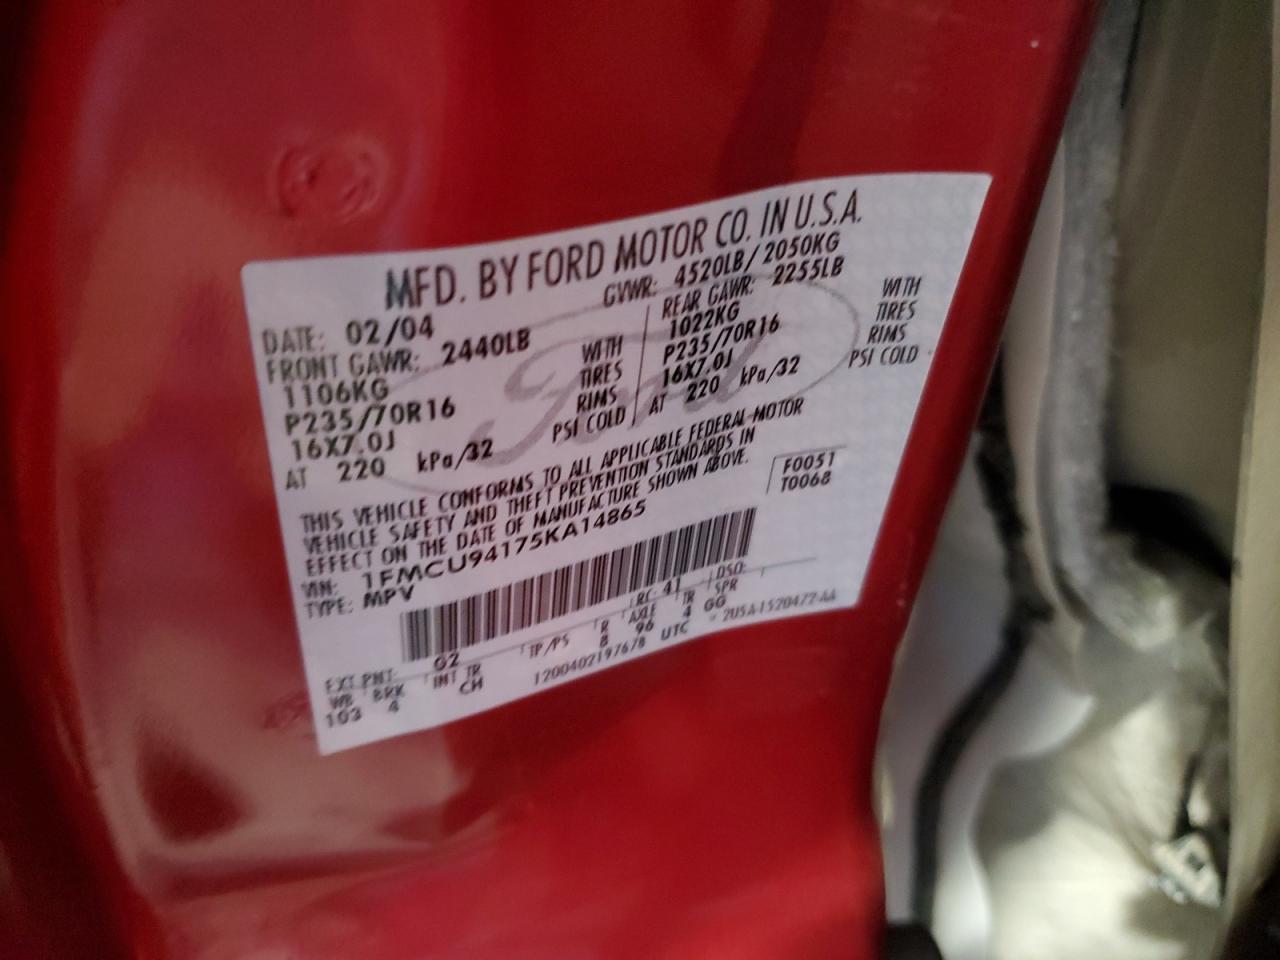 MFD. BY FORD MOTOR CO. IN U.S.A.
DATE: 02/04 GVWR: 4520LB/2050KG
FRONT GAWR: 2440LB REAR GAWR: 2255LB
1106KG WITH 1022KG WITH
P235/70R16 TIRES P235/70R16 TIRES
16X7.0J RIMS 16X7.0J RIMS
AT 220 kPa/32 PSI COLD AT 220 kPa/32 PSI COLD
Ford
THIS VEHICLE CONFORMS TO ALL APPLICABLE FEDERAL MOTOR
VEHICLE SAFETY AND THEFT PREVENTION STANDARDS IN
EFFECT ON THE DATE OF MANUFACTURE SHOWN ABOVE.
F0051
T0068
VIN: 1FMCU94175KA14865
TYPE: MPV
EXT PNT: G2 RC: 41 DSO:
WB BRK INT TR TP/PS R AXLE TR SPR
103 4 CH 8 96 4 GG
1200402197678 UTC 2U5A-1520472-AA